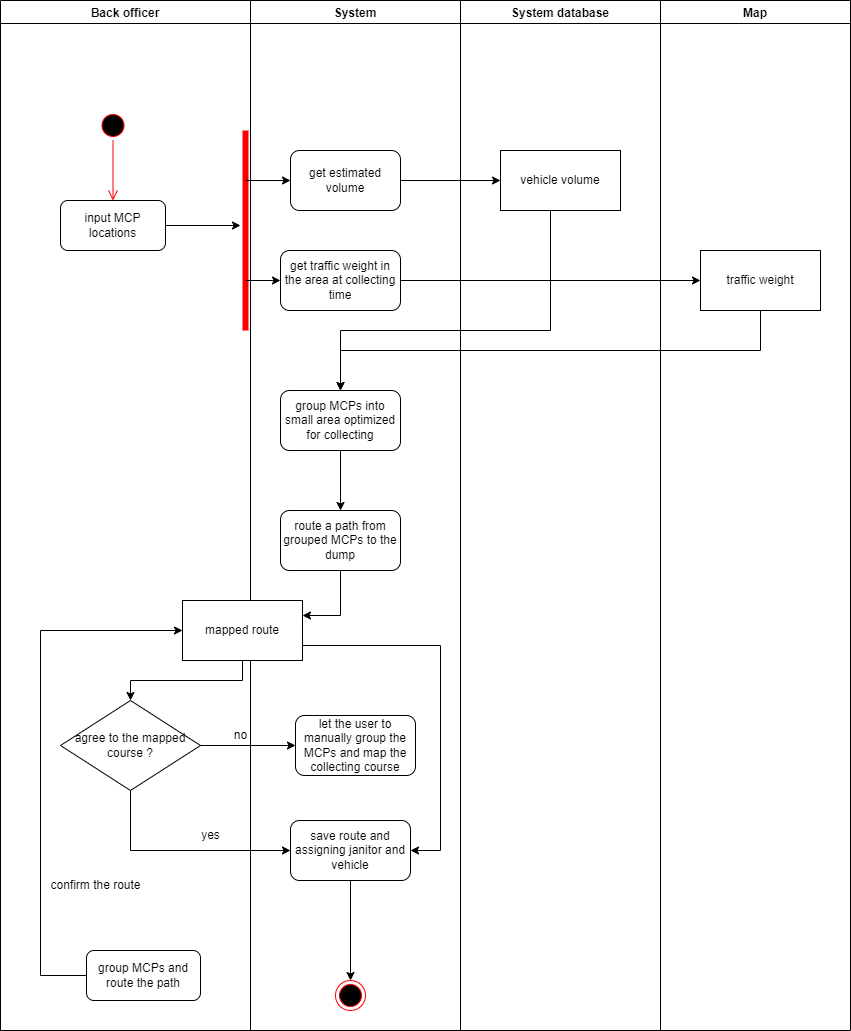 Back officer
System
System database
Map
get estimated
volume
vehicle volume
input MCP
locations
get traffic weight in
the area at collecting
time
traffic weight
group MCPs into
small area optimized
for collecting
route a path from
grouped MCPs to the
dump
mapped route
agree to the mapped
course ?
no
let the user to
manually group the
MCPs and map the
collecting course
yes
save route and
assigning janitor and
vehicle
confirm the route
group MCPs and
route the path